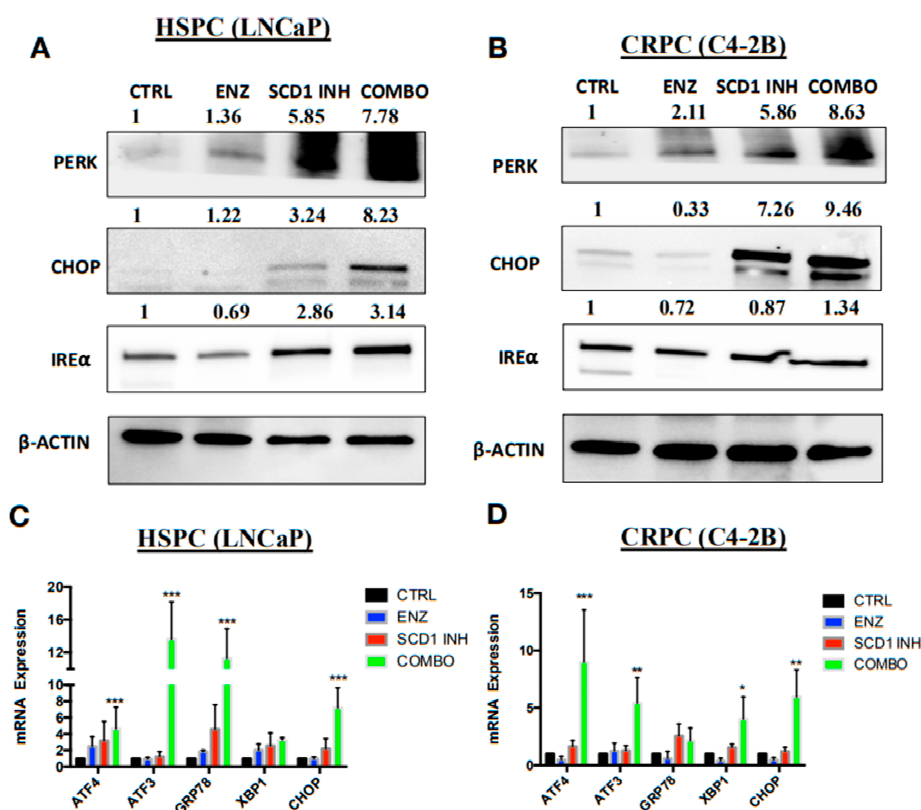 HSPC (LNCaP)
A
CTRL ENZ SCD1 INH COMBO
1 1.36 5.85 7.78
PERK
1 1.22 3.24 8.23
CHOP
1 0.69 2.86 3.14
IREα
β-ACTIN
B
CRPC (C4-2B)
CTRL ENZ SCD1 INH COMBO
1 2.11 5.86 8.63
PERK
1 0.33 7.26 9.46
CHOP
1 0.72 0.87 1.34
IREα
β-ACTIN
C
HSPC (LNCaP)
mRNA Expression
20
16
12
8
4
2
0
*** *** *** ***
CTRL
ENZ
SCD1 INH
COMBO
ATF4 ATF3 GRP78 XBP1 CHOP
D
CRPC (C4-2B)
mRNA Expression
15
10
5
0
*** ** * **
CTRL
ENZ
SCD1 INH
COMBO
ATF4 ATF3 GRP78 XBP1 CHOP